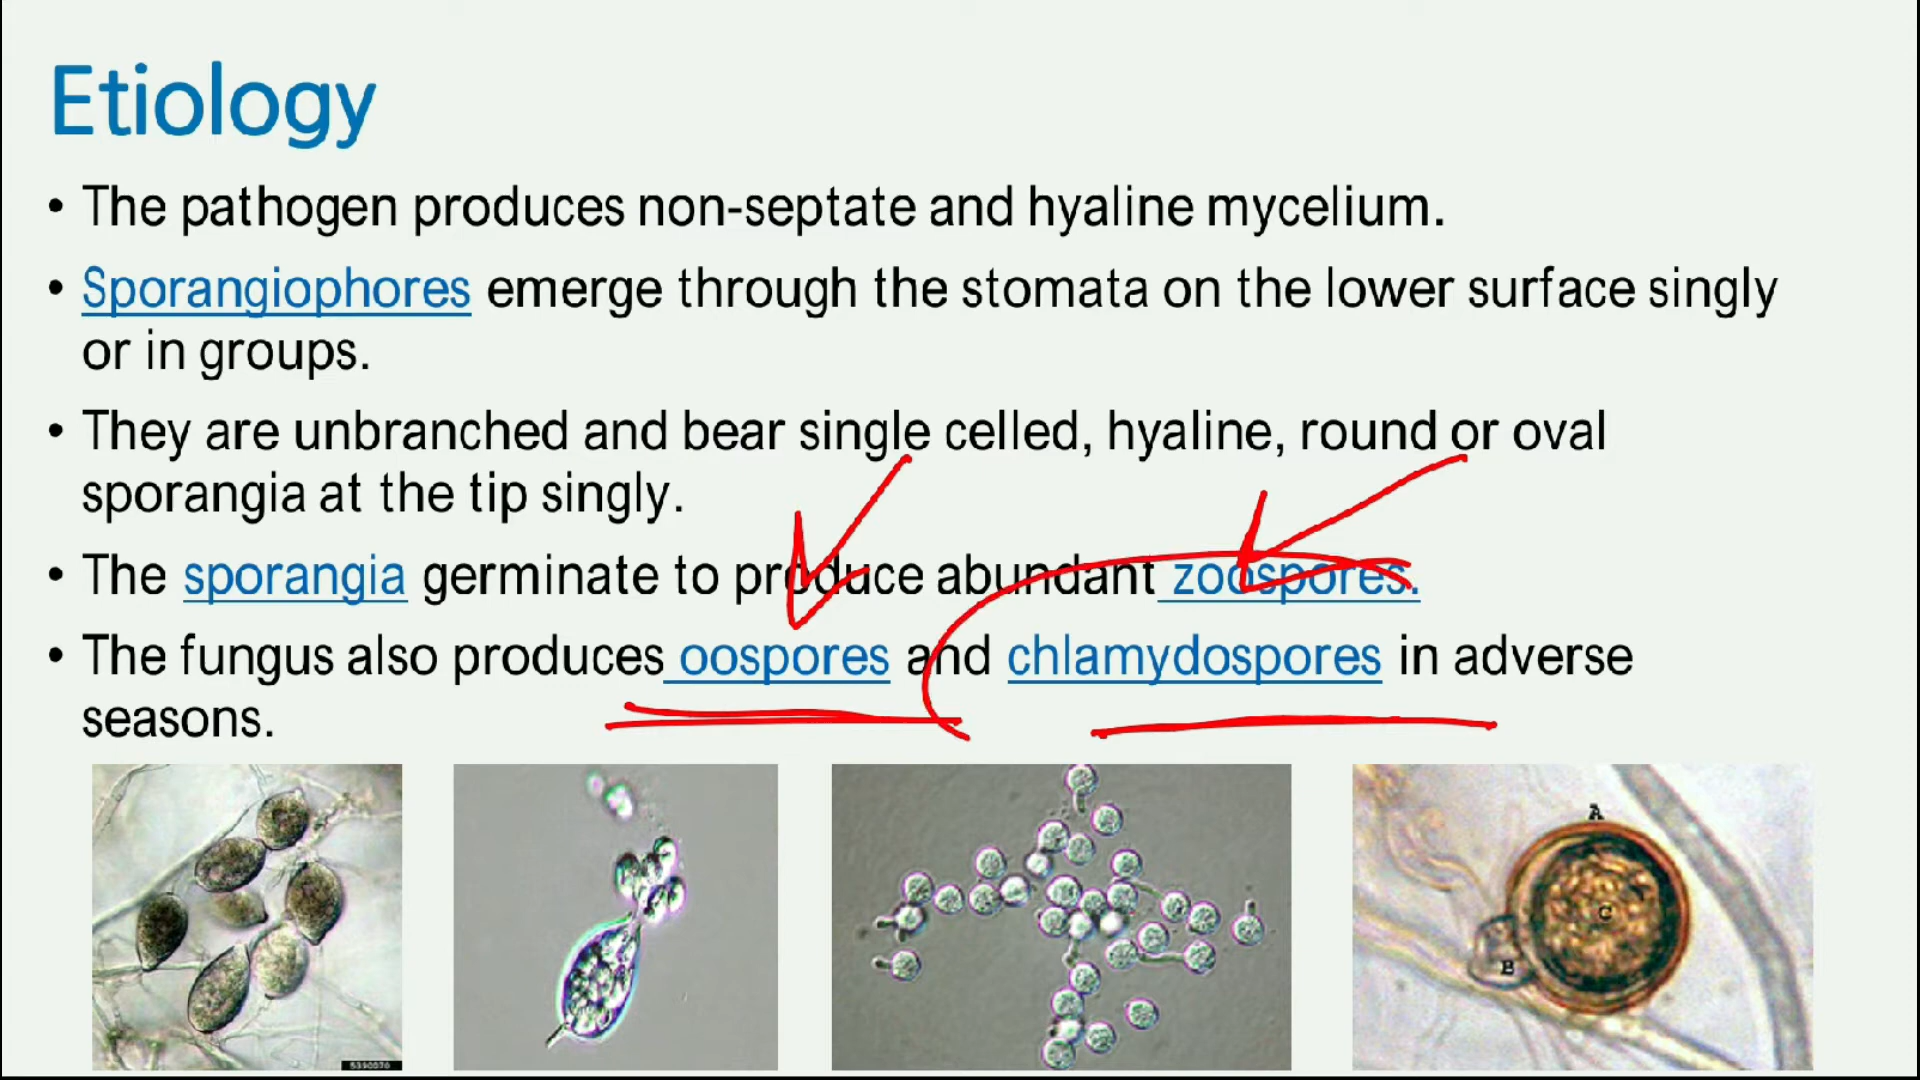 Etiology
• The pathogen produces non-septate and hyaline mycelium.
• Sporangiophores emerge through the stomata on the lower surface singly
or in groups.
• They are unbranched and bear single celled, hyaline, round or oval
sporangia at the tip singly.
• The sporangia germinate to produce abundant zoospores.
• The fungus also produces oospores and chlamydospores in adverse
seasons.
A
C
B
5390070